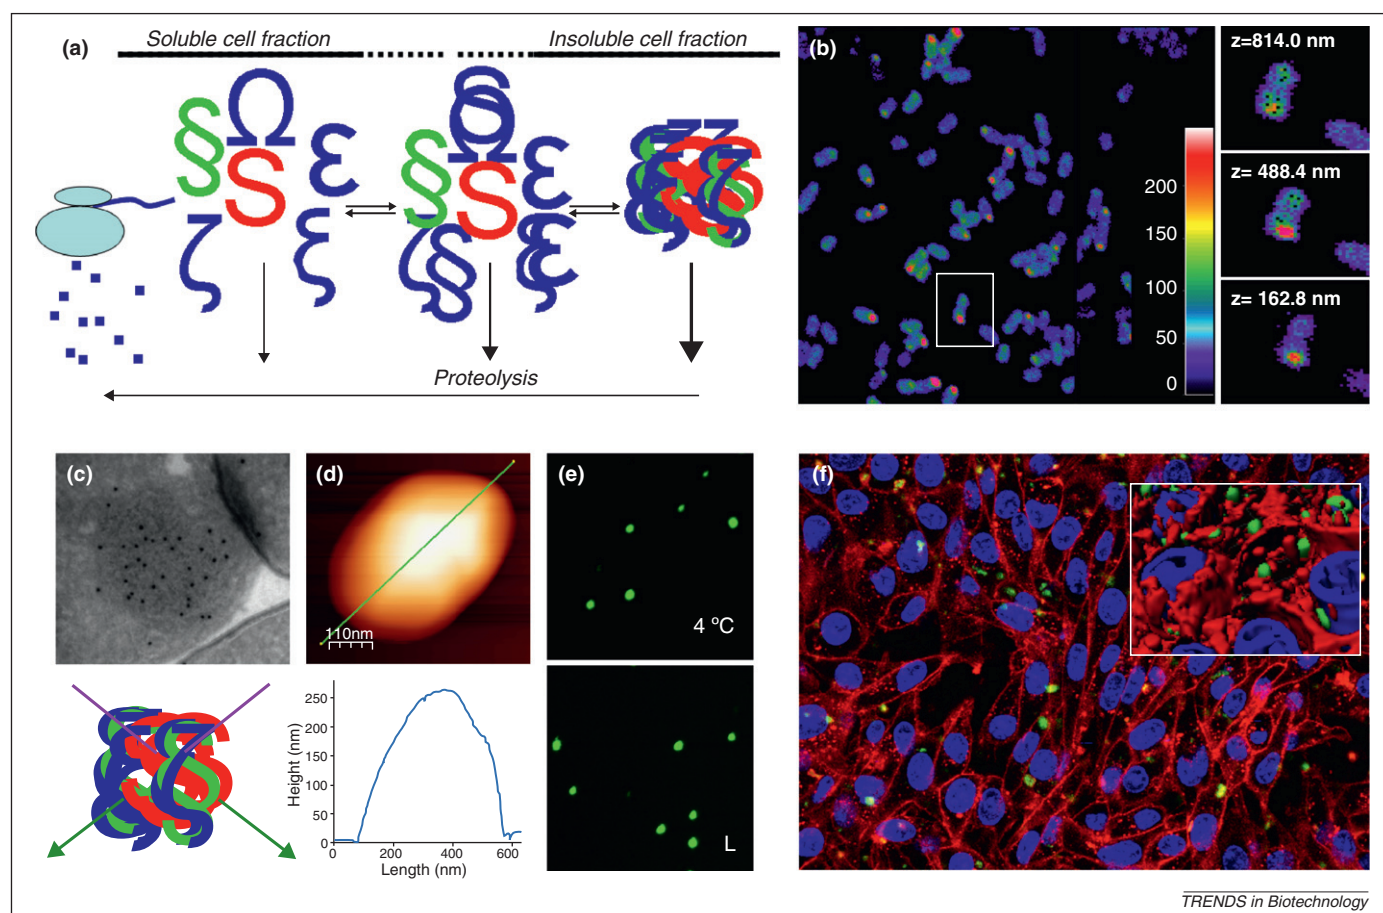 (a)
Soluble cell fraction
Insoluble cell fraction
§
Ω
S
ε
ζ
ξ
Proteolysis
(b)
200
150
100
50
0
z=814.0 nm
z= 488.4 nm
z= 162.8 nm
(c)
(d)
110nm
Height (nm)
250
200
150
100
50
0
0 200 400 600
Length (nm)
(e)
4 ºC
L
(f)
TRENDS in Biotechnology